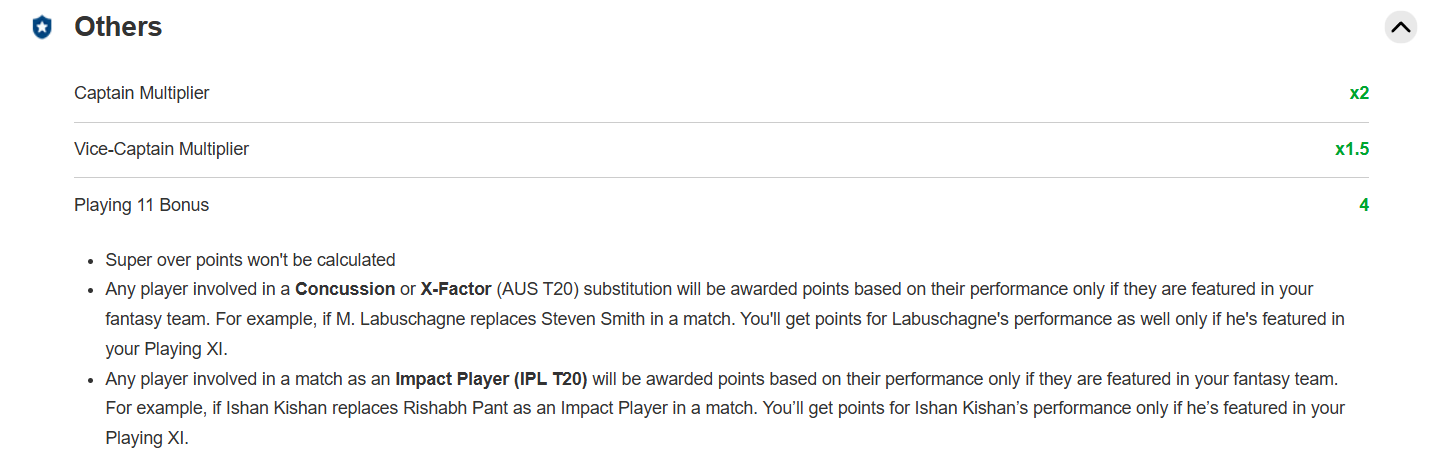 Others
Captain Multiplier x2
Vice-Captain Multiplier x1.5
Playing 11 Bonus 4
• Super over points won't be calculated
• Any player involved in a Concussion or X-Factor (AUS T20) substitution will be awarded points based on their performance only if they are featured in your
fantasy team. For example, if M. Labuschagne replaces Steven Smith in a match. You'll get points for Labuschagne's performance as well only if he's featured in
your Playing XI.
• Any player involved in a match as an Impact Player (IPL T20) will be awarded points based on their performance only if they are featured in your fantasy team.
For example, if Ishan Kishan replaces Rishabh Pant as an Impact Player in a match. You’ll get points for Ishan Kishan’s performance only if he’s featured in your
Playing XI.